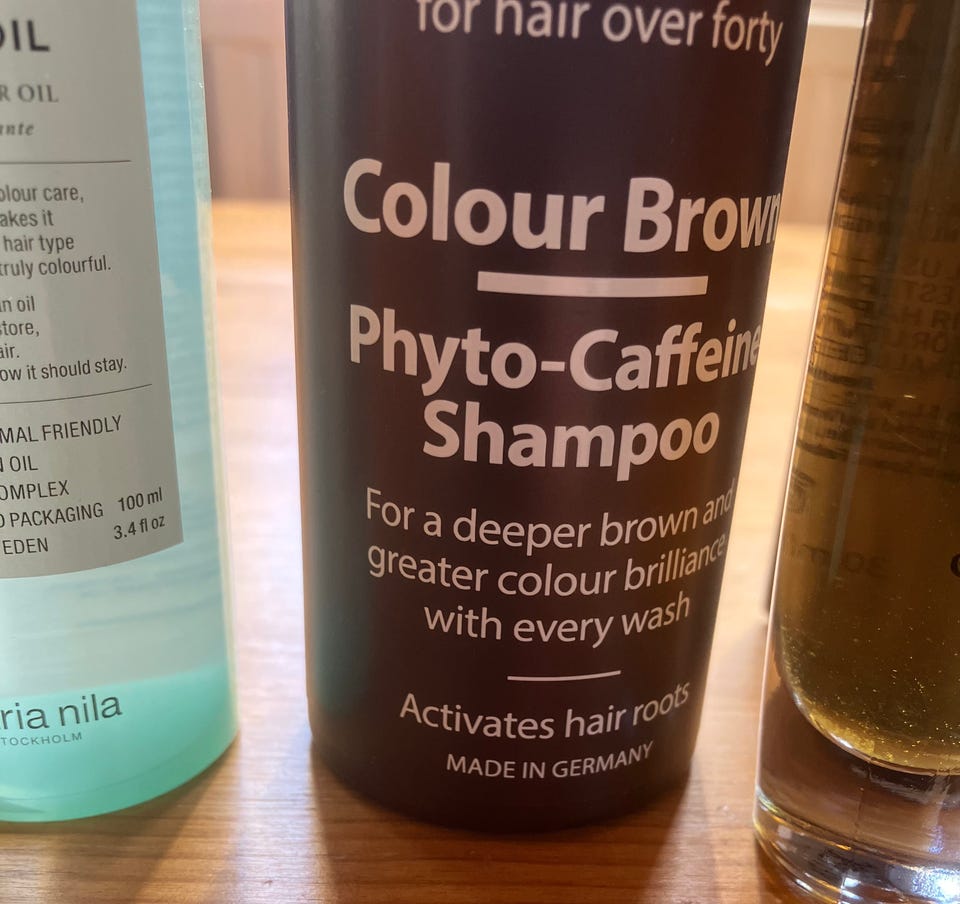 OIL
R OIL
ante
olour care,
akes it
hair type
truly colourful.
n oil
store,
air.
ow it should stay.
MAL FRIENDLY
N OIL
OMPLEX
D PACKAGING 100 ml
EDEN 3.4 fl oz
ria nila
TOCKHOLM
for hair over forty
Colour Brown
Phyto-Caffeine
Shampoo
For a deeper brown and
greater colour brilliance
with every wash
Activates hair roots
MADE IN GERMANY